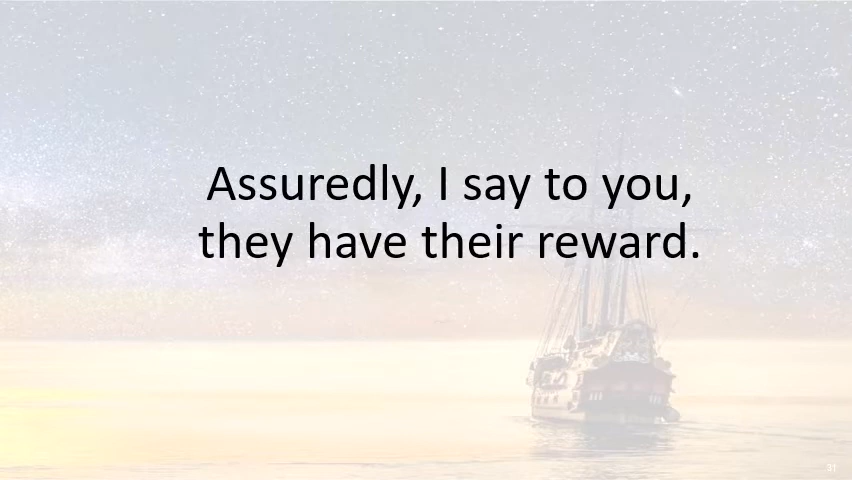 Assuredly, I say to you,
they have their reward.
31